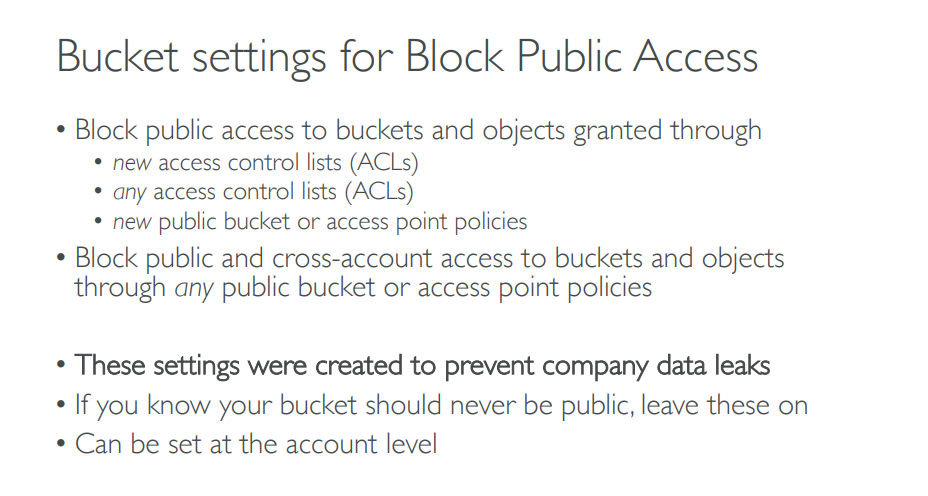 Bucket settings for Block Public Access
• Block public access to buckets and objects granted through
• new access control lists (ACLs)
• any access control lists (ACLs)
• new public bucket or access point policies
• Block public and cross-account access to buckets and objects
through any public bucket or access point policies
• These settings were created to prevent company data leaks
• If you know your bucket should never be public, leave these on
• Can be set at the account level